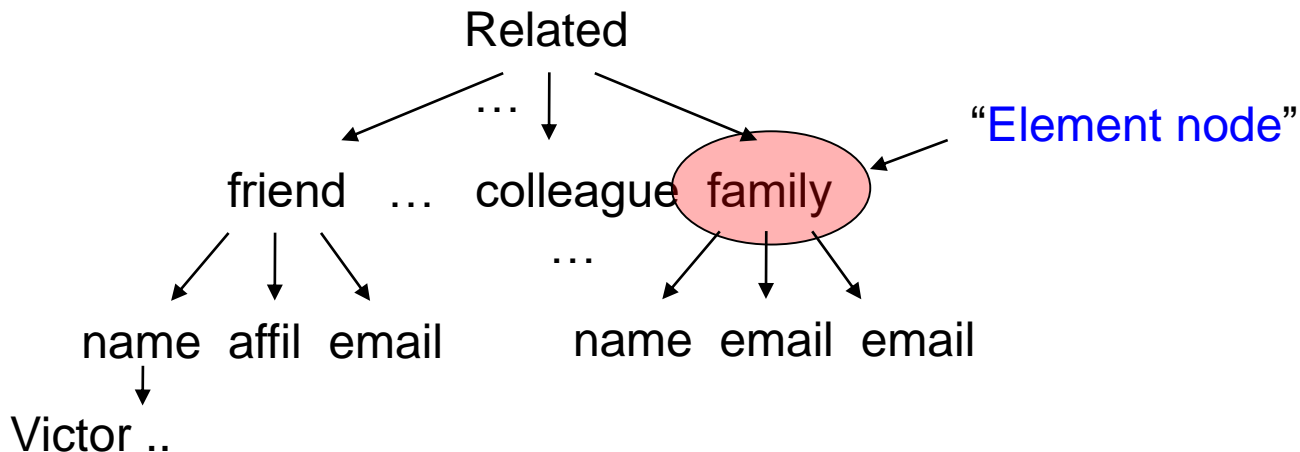 Related
…
“Element node”
friend … colleague family
…
name affil email name email email
Victor ..